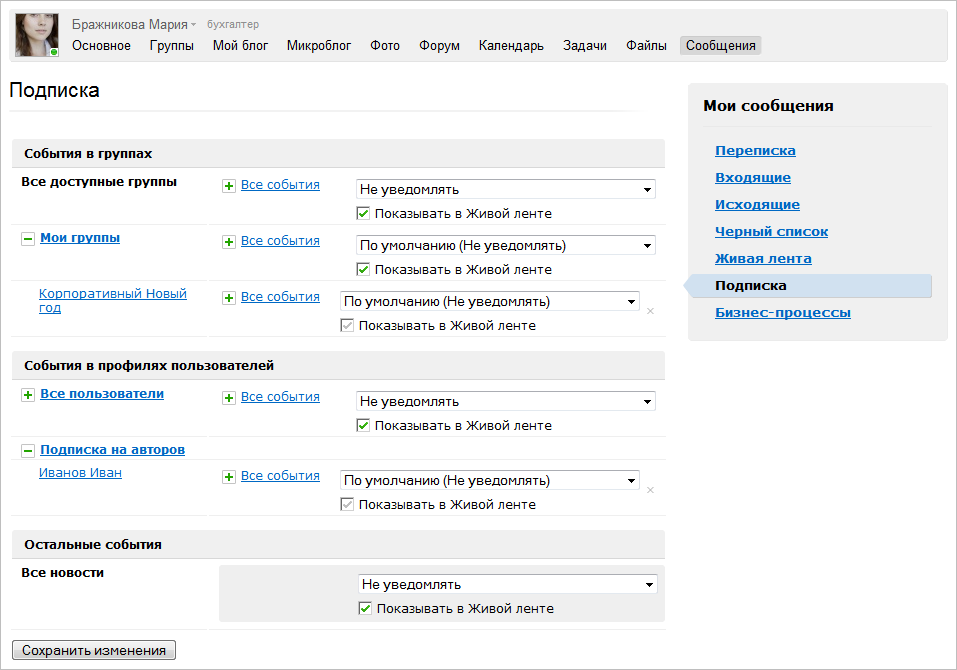 Бражникова Мария бухгалтер
Основное Группы Мой блог Микроблог Фото Форум Календарь Задачи Файлы Сообщения
Подписка
События в группах
Все доступные группы Все события Не уведомлять
Показывать в Живой ленте
Мои группы Все события По умолчанию (Не уведомлять)
Показывать в Живой ленте
Корпоративный Новый
год
Все события По умолчанию (Не уведомлять)
Показывать в Живой ленте
События в профилях пользователей
Все пользователи Все события Не уведомлять
Показывать в Живой ленте
Подписка на авторов
Иванов Иван Все события По умолчанию (Не уведомлять)
Показывать в Живой ленте
Остальные события
Все новости Не уведомлять
Показывать в Живой ленте
Сохранить изменения
Мои сообщения
Переписка
Входящие
Исходящие
Черный список
Живая лента
Подписка
Бизнес-процессы